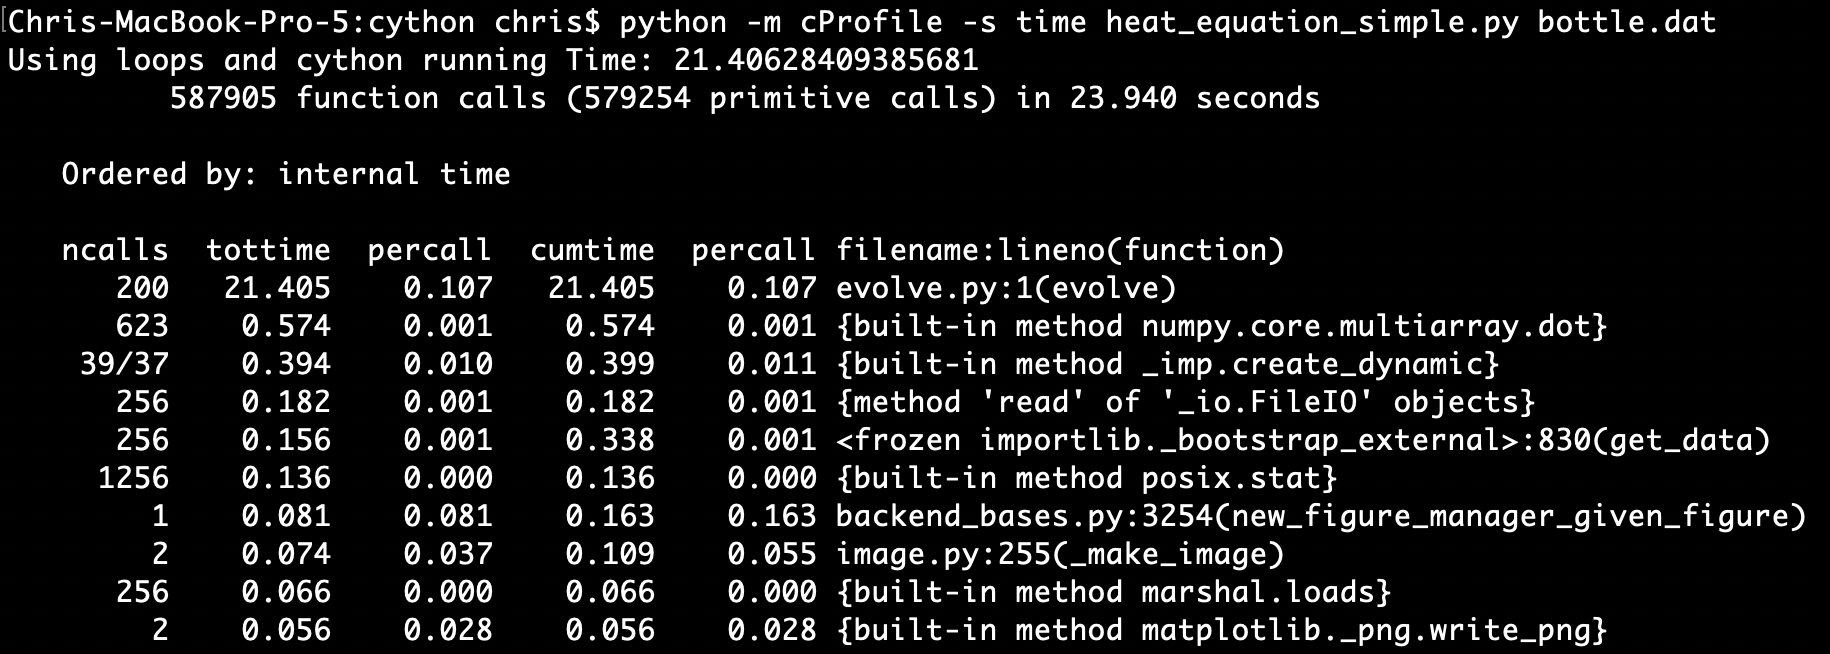 Chris-MacBook-Pro-5:cython chris$ python -m cProfile -s time heat_equation_simple.py bottle.dat
Using loops and cython running Time: 21.40628409385681
         587905 function calls (579254 primitive calls) in 23.940 seconds
   Ordered by: internal time
   ncalls  tottime  percall  cumtime  percall filename:lineno(function)
      200   21.405    0.107   21.405    0.107 evolve.py:1(evolve)
      623    0.574    0.001    0.574    0.001 {built-in method numpy.core.multiarray.dot}
    39/37    0.394    0.010    0.399    0.011 {built-in method _imp.create_dynamic}
      256    0.182    0.001    0.182    0.001 {method 'read' of '_io.FileIO' objects}
      256    0.156    0.001    0.338    0.001 <frozen importlib._bootstrap_external>:830(get_data)
     1256    0.136    0.000    0.136    0.000 {built-in method posix.stat}
        1    0.081    0.081    0.163    0.163 backend_bases.py:3254(new_figure_manager_given_figure)
        2    0.074    0.037    0.109    0.055 image.py:255(_make_image)
      256    0.066    0.000    0.066    0.000 {built-in method marshal.loads}
        2    0.056    0.028    0.056    0.028 {built-in method matplotlib._png.write_png}